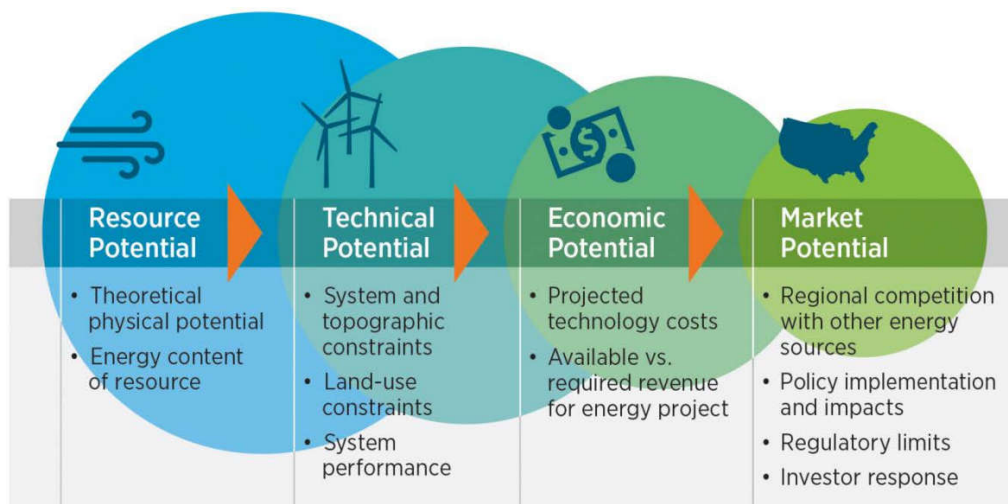 Resource
Potential
• Theoretical
physical potential
• Energy content
of resource
Technical
Potential
• System and
topographic
constraints
• Land-use
constraints
• System
performance
$
Economic
Potential
• Projected
technology costs
• Available vs.
required revenue
for energy project
Market
Potential
• Regional competition
with other energy
sources
• Policy implementation
and impacts
• Regulatory limits
• Investor response